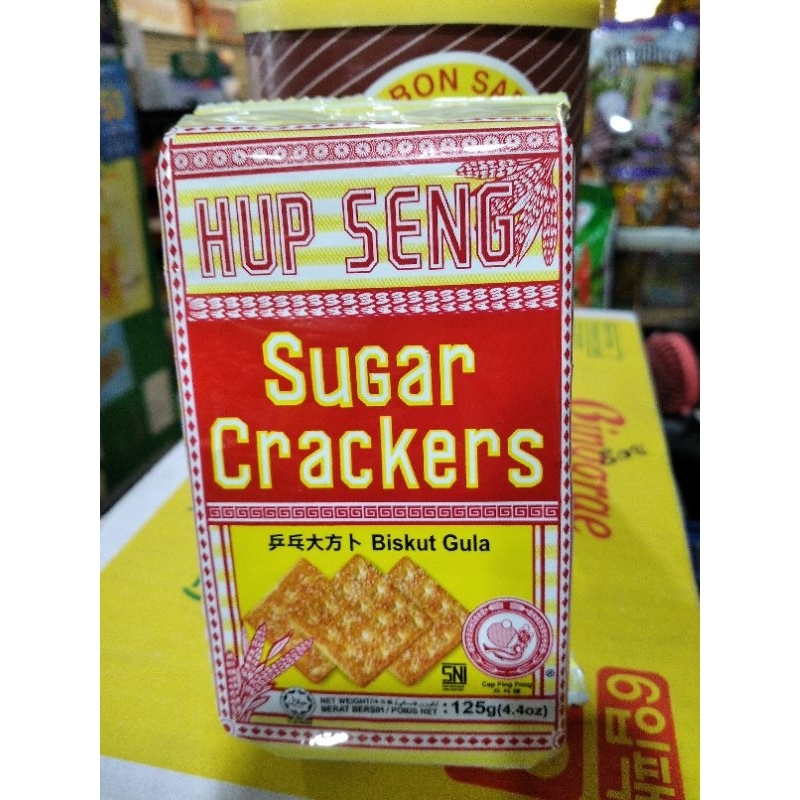 BON SA
HUP SENG
Sugar
Crackers
乒乓大方卜 Biskut Gula
SNI
Cap Ping Pong
NET WEIGHT/
BERAT BERSIH / POIDS NET : 125g(4.4oz)